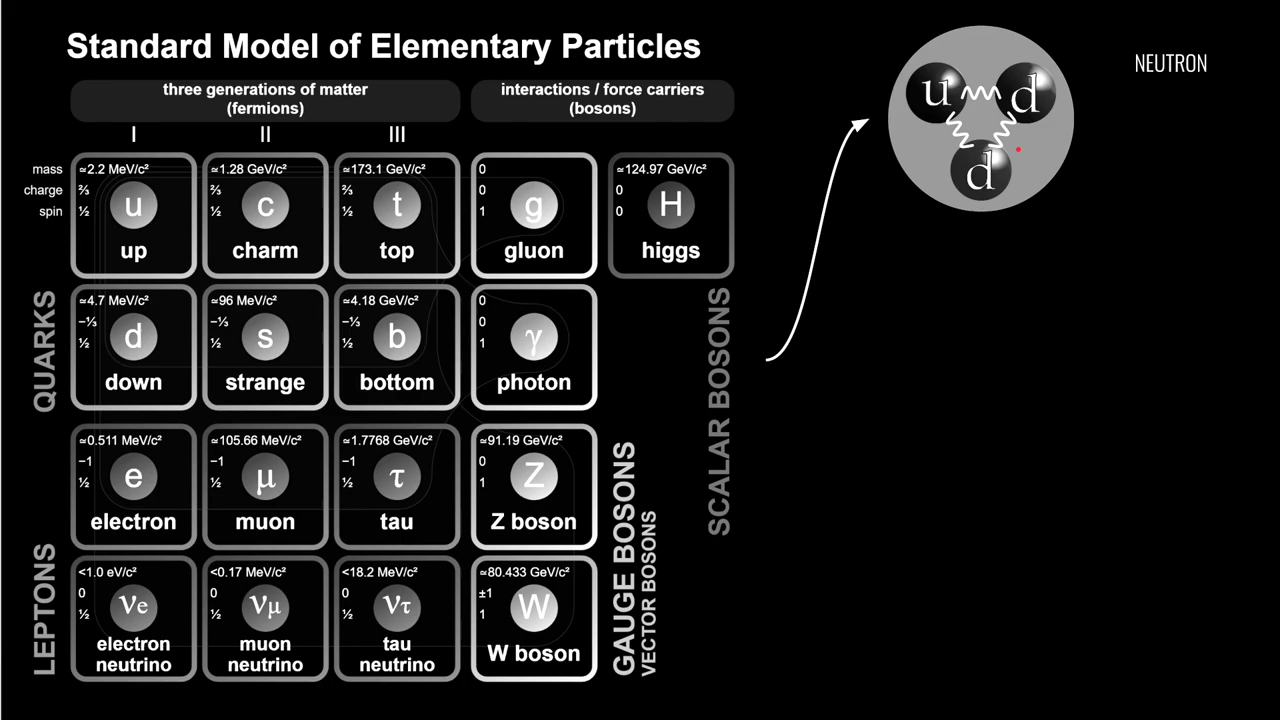 Standard Model of Elementary Particles
NEUTRON
three generations of matter
(fermions)
interactions / force carriers
(bosons)
I
II
III
mass
charge
spin
≃2.2 MeV/c²
⅔
½
u
up
≃1.28 GeV/c²
⅔
½
c
charm
≃173.1 GeV/c²
⅔
½
t
top
0
0
1
g
gluon
≃124.97 GeV/c²
0
0
H
higgs
QUARKS
≃4.7 MeV/c²
−⅓
½
d
down
≃96 MeV/c²
−⅓
½
s
strange
≃4.18 GeV/c²
−⅓
½
b
bottom
0
0
1
γ
photon
SCALAR BOSONS
LEPTONS
≃0.511 MeV/c²
−1
½
e
electron
≃105.66 MeV/c²
−1
½
μ
muon
≃1.7768 GeV/c²
−1
½
τ
tau
≃91.19 GeV/c²
0
1
Z
Z boson
<1.0 eV/c²
0
½
νe
electron
neutrino
<0.17 MeV/c²
0
½
νμ
muon
neutrino
<18.2 MeV/c²
0
½
ντ
tau
neutrino
≃80.433 GeV/c²
±1
1
W
W boson
GAUGE BOSONS
VECTOR BOSONS
u
d
d